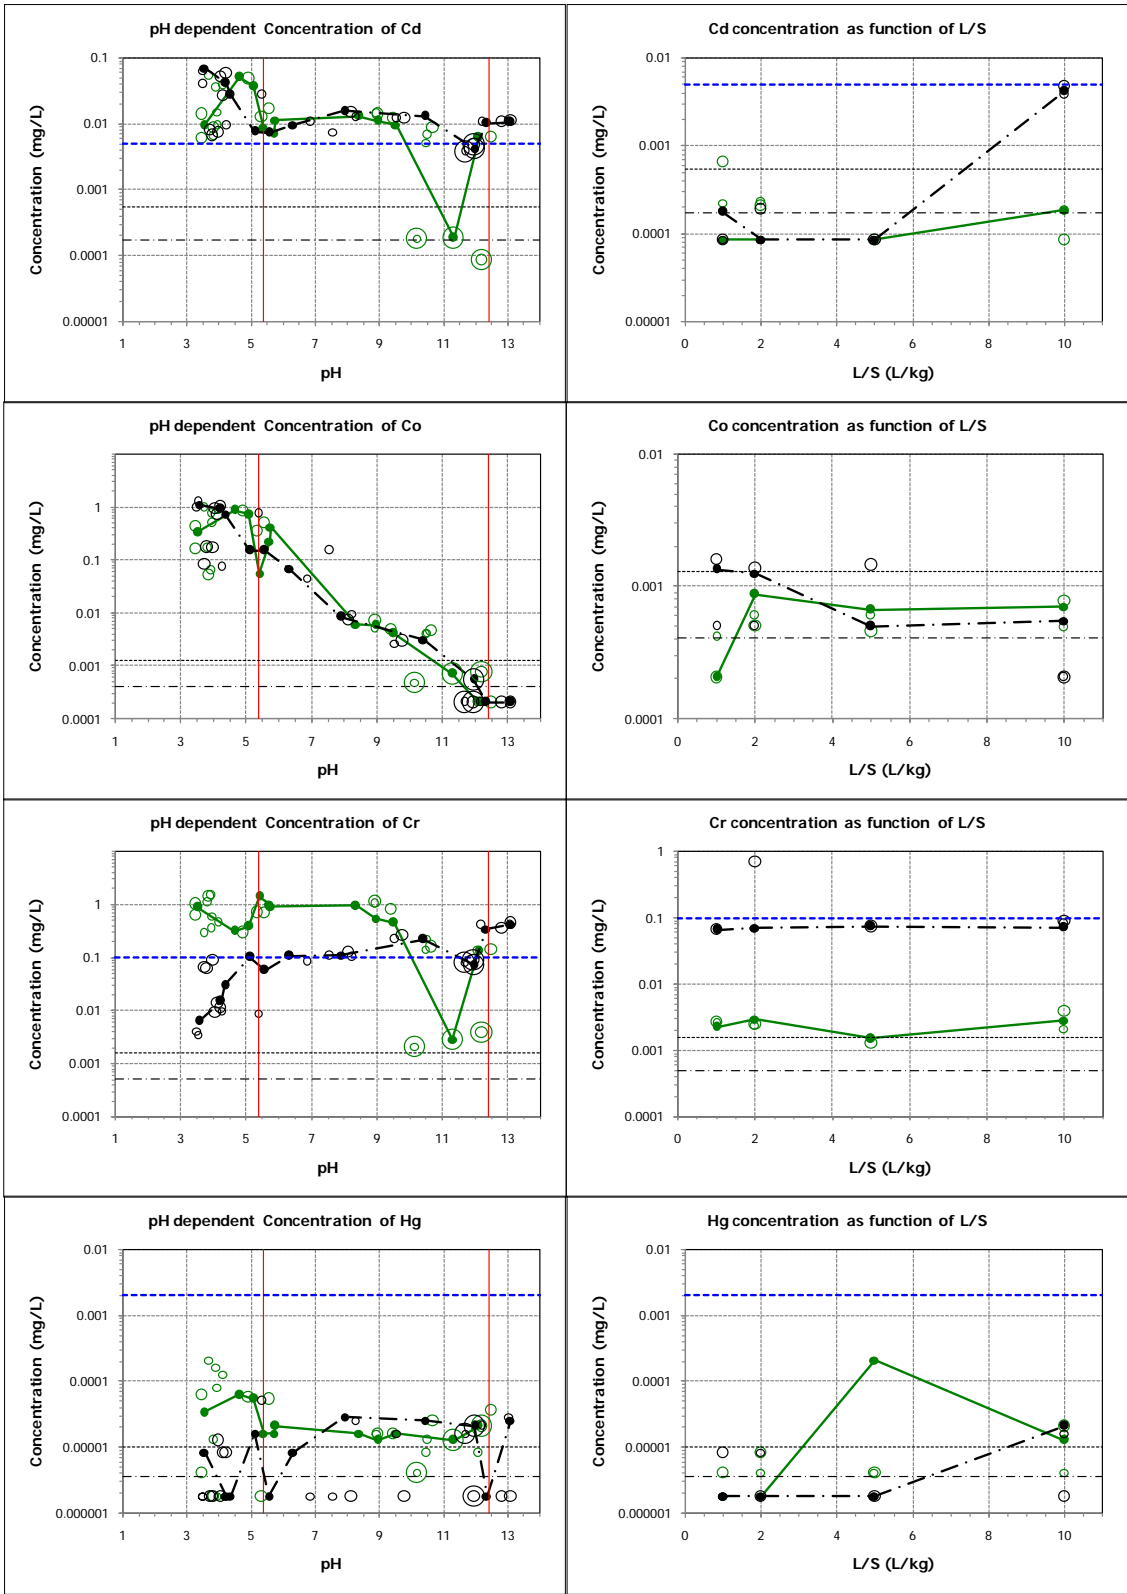 pH dependent Concentration of Cd
Concentration (mg/L)
0.1
0.01
0.001
0.0001
0.00001
1 3 5 7 9 11 13
pH
Cd concentration as function of L/S
Concentration (mg/L)
0.01
0.001
0.0001
0.00001
0 2 4 6 8 10
L/S (L/kg)
pH dependent Concentration of Co
Concentration (mg/L)
1
0.1
0.01
0.001
0.0001
1 3 5 7 9 11 13
pH
Co concentration as function of L/S
Concentration (mg/L)
0.01
0.001
0.0001
0 2 4 6 8 10
L/S (L/kg)
pH dependent Concentration of Cr
Concentration (mg/L)
1
0.1
0.01
0.001
0.0001
1 3 5 7 9 11 13
pH
Cr concentration as function of L/S
Concentration (mg/L)
1
0.1
0.01
0.001
0.0001
0 2 4 6 8 10
L/S (L/kg)
pH dependent Concentration of Hg
Concentration (mg/L)
0.01
0.001
0.0001
0.00001
0.000001
1 3 5 7 9 11 13
pH
Hg concentration as function of L/S
Concentration (mg/L)
0.01
0.001
0.0001
0.00001
0.000001
0 2 4 6 8 10
L/S (L/kg)